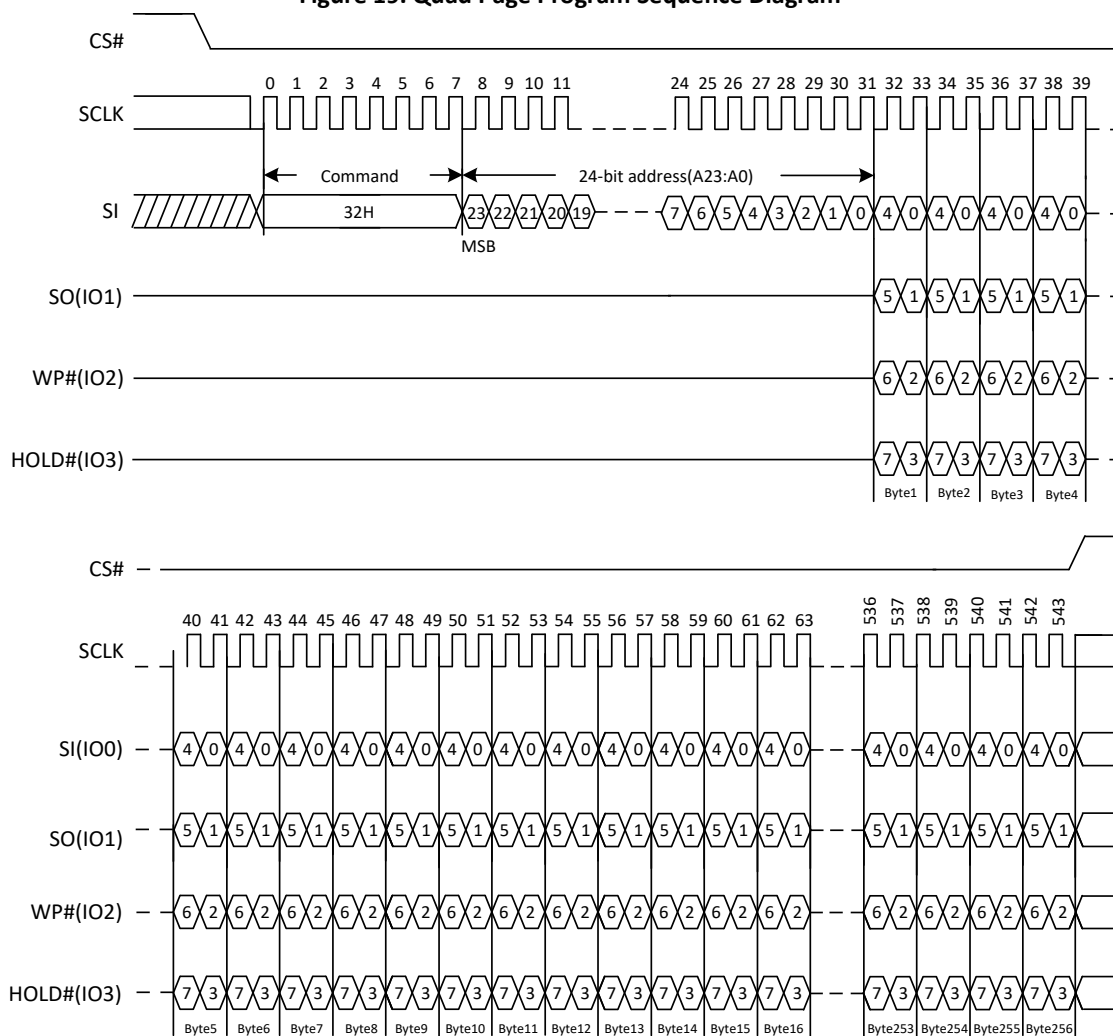 Figure 15. Quad Page Program Sequence Diagram
CS#
0 1 2 3 4 5 6 7 8 9 10 11 24 25 26 27 28 29 30 31 32 33 34 35 36 37 38 39
SCLK
Command 24-bit address(A23:A0)
SI 32H 23 22 21 20 19 7 6 5 4 3 2 1 0 4 0 4 0 4 0 4 0
MSB
SO(IO1) 5 1 5 1 5 1 5 1
WP#(IO2) 6 2 6 2 6 2 6 2
HOLD#(IO3) 7 3 7 3 7 3 7 3
Byte1 Byte2 Byte3 Byte4
CS#
40 41 42 43 44 45 46 47 48 49 50 51 52 53 54 55 56 57 58 59 60 61 62 63 536 537 538 539 540 541 542 543
SCLK
SI(IO0) 4 0 4 0 4 0 4 0 4 0 4 0 4 0 4 0 4 0 4 0 4 0 4 0 4 0 4 0 4 0 4 0
SO(IO1) 5 1 5 1 5 1 5 1 5 1 5 1 5 1 5 1 5 1 5 1 5 1 5 1 5 1 5 1 5 1 5 1
WP#(IO2) 6 2 6 2 6 2 6 2 6 2 6 2 6 2 6 2 6 2 6 2 6 2 6 2 6 2 6 2 6 2 6 2
HOLD#(IO3) 7 3 7 3 7 3 7 3 7 3 7 3 7 3 7 3 7 3 7 3 7 3 7 3 7 3 7 3 7 3 7 3
Byte5 Byte6 Byte7 Byte8 Byte9 Byte10 Byte11 Byte12 Byte13 Byte14 Byte15 Byte16 Byte253 Byte254 Byte255 Byte256